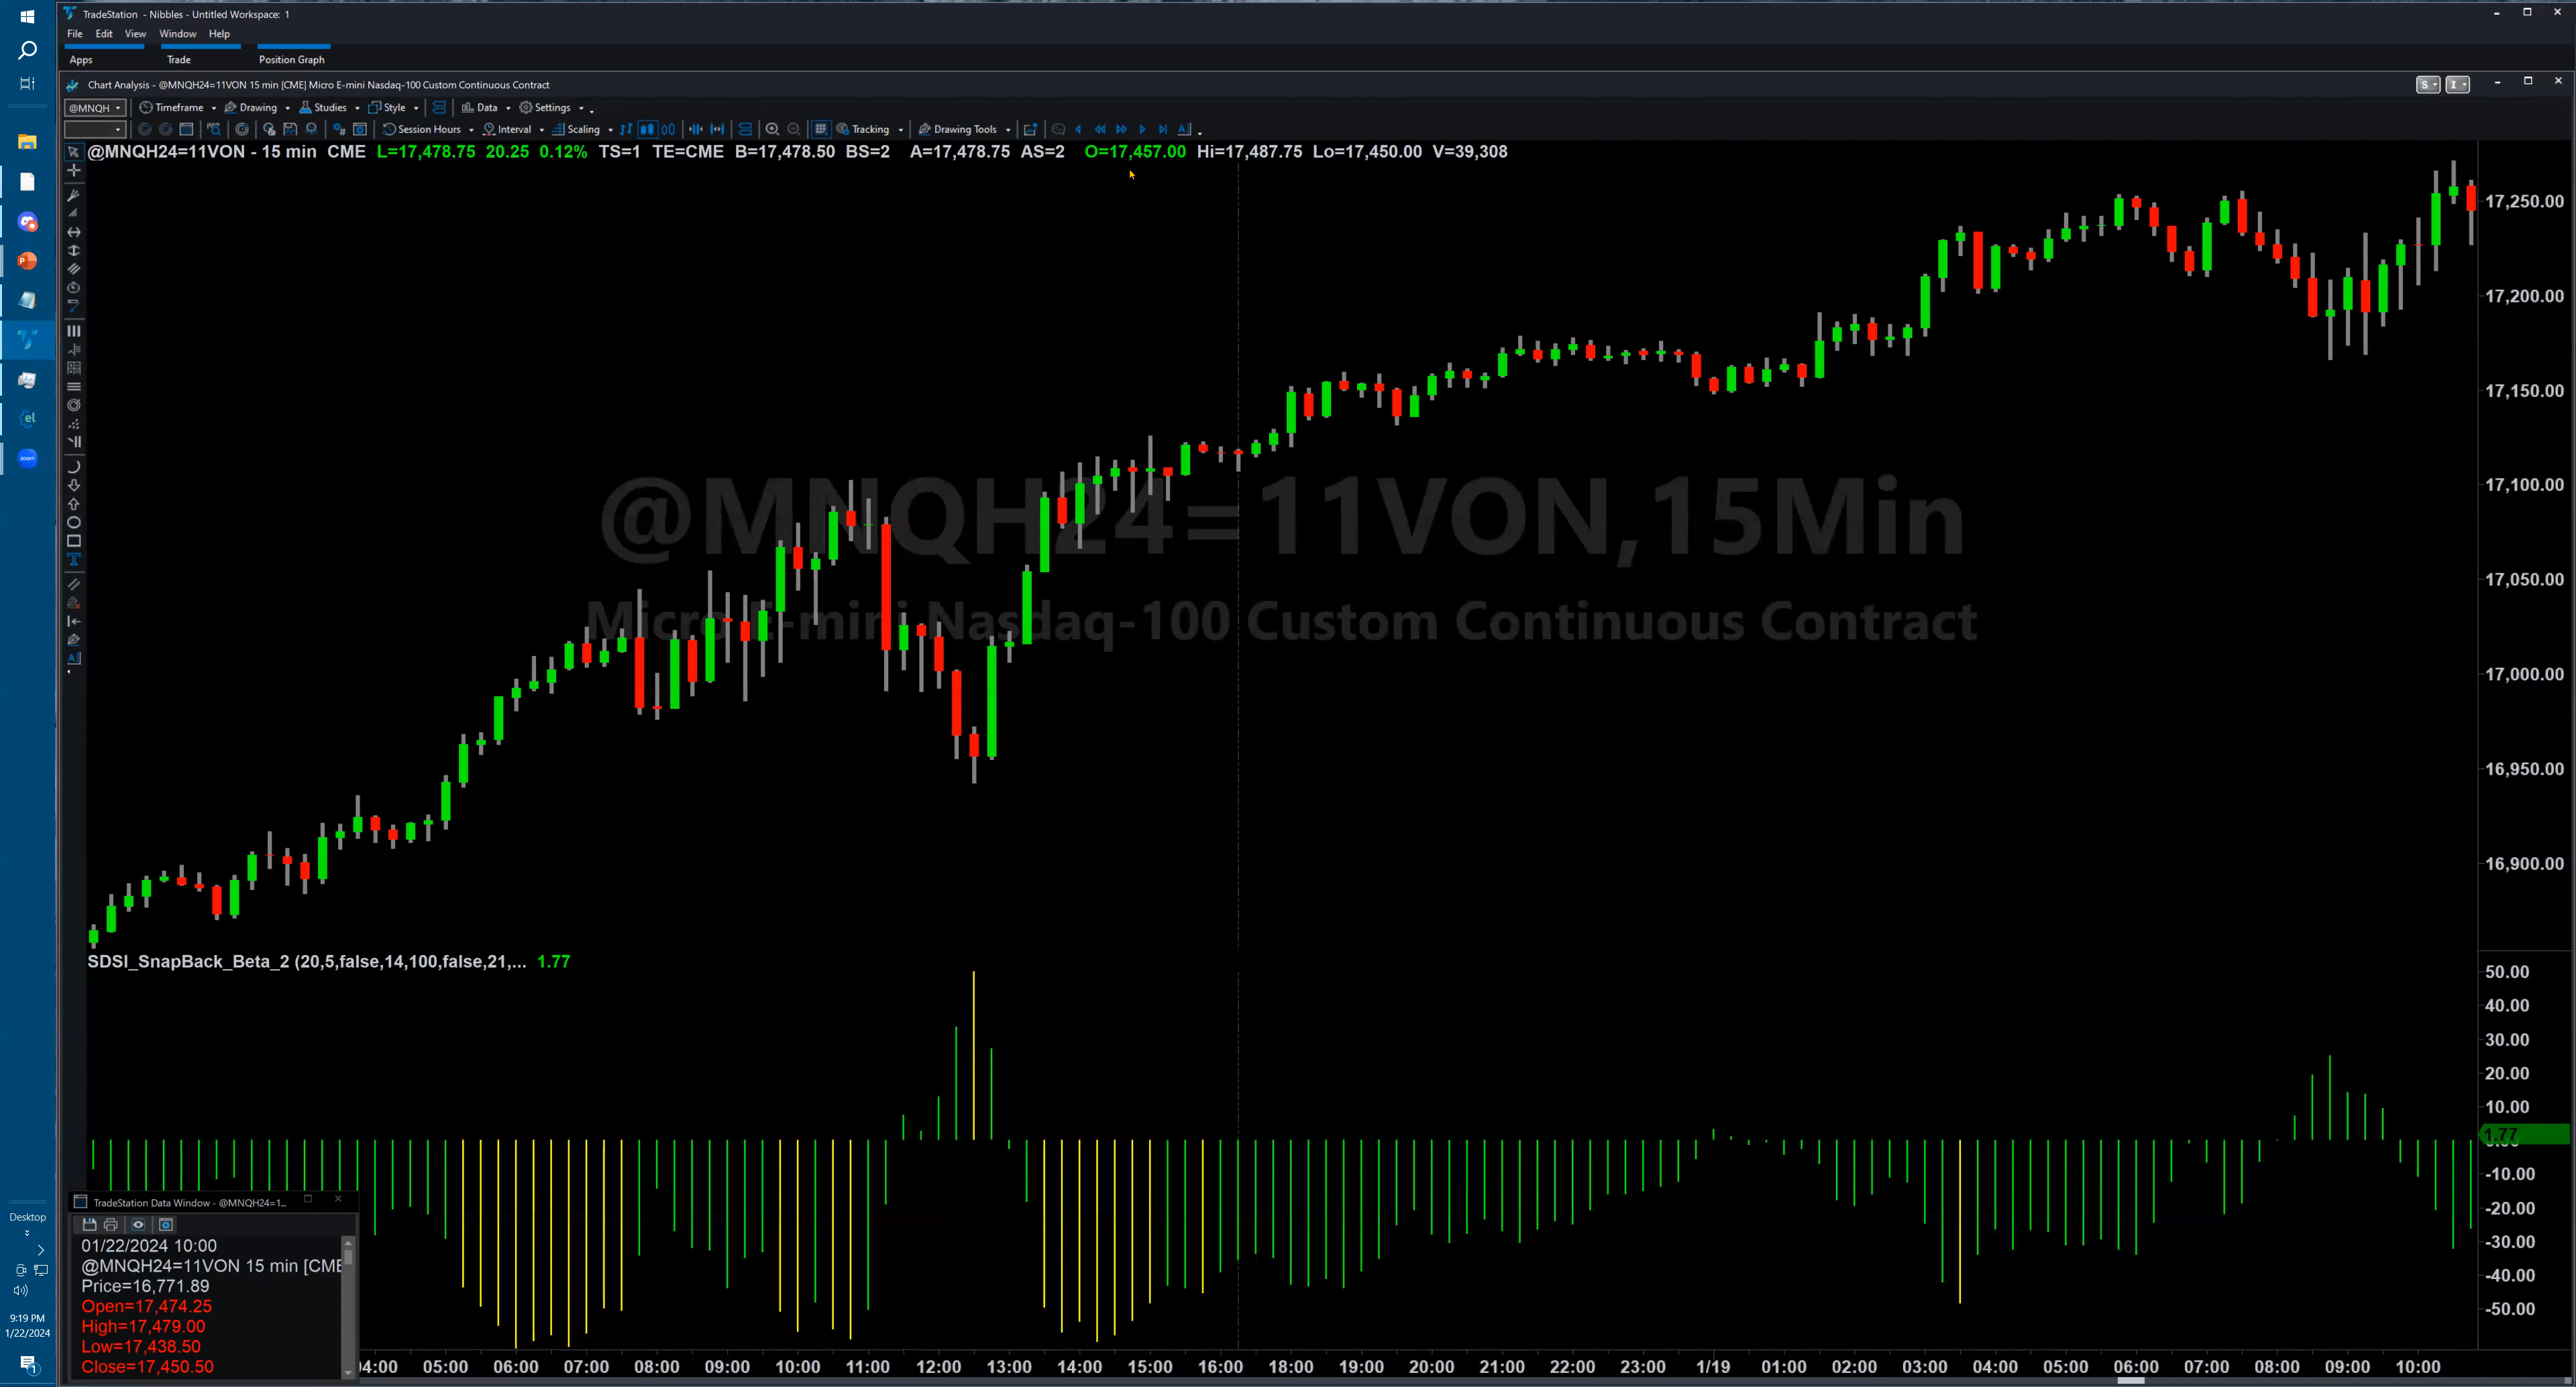 TradeStation - Nibbles - Untitled Workspace: 1
File Edit View Window Help
Apps Trade Position Graph
Chart Analysis - @MNQH24=11VON 15 min [CME] Micro E-mini Nasdaq-100 Custom Continuous Contract
S I
@MNQH Timeframe Drawing Studies Style Data Settings
Session Hours Interval Scaling Tracking Drawing Tools
@MNQH24=11VON - 15 min CME L=17,478.75 20.25 0.12% TS=1 TE=CME B=17,478.50 BS=2 A=17,478.75 AS=2 O=17,457.00 Hi=17,487.75 Lo=17,450.00 V=39,308
17,250.00
17,200.00
17,150.00
17,100.00
17,050.00
17,000.00
16,950.00
16,900.00
@MNQH24=11VON,15Min
Micro E-mini Nasdaq-100 Custom Continuous Contract
SDSI_SnapBack_Beta_2 (20,5,false,14,100,false,21,... 1.77
50.00
40.00
30.00
20.00
10.00
1.77
-10.00
-20.00
-30.00
-40.00
-50.00
TradeStation Data Window - @MNQH24=1...
01/22/2024 10:00
@MNQH24=11VON 15 min [CME
Price=16,771.89
Open=17,474.25
High=17,479.00
Low=17,438.50
Close=17,450.50
04:00 05:00 06:00 07:00 08:00 09:00 10:00 11:00 12:00 13:00 14:00 15:00 16:00 18:00 19:00 20:00 21:00 22:00 23:00 1/19 01:00 02:00 03:00 04:00 05:00 06:00 07:00 08:00 09:00 10:00
el
zoom
Desktop
9:19 PM
1/22/2024
1